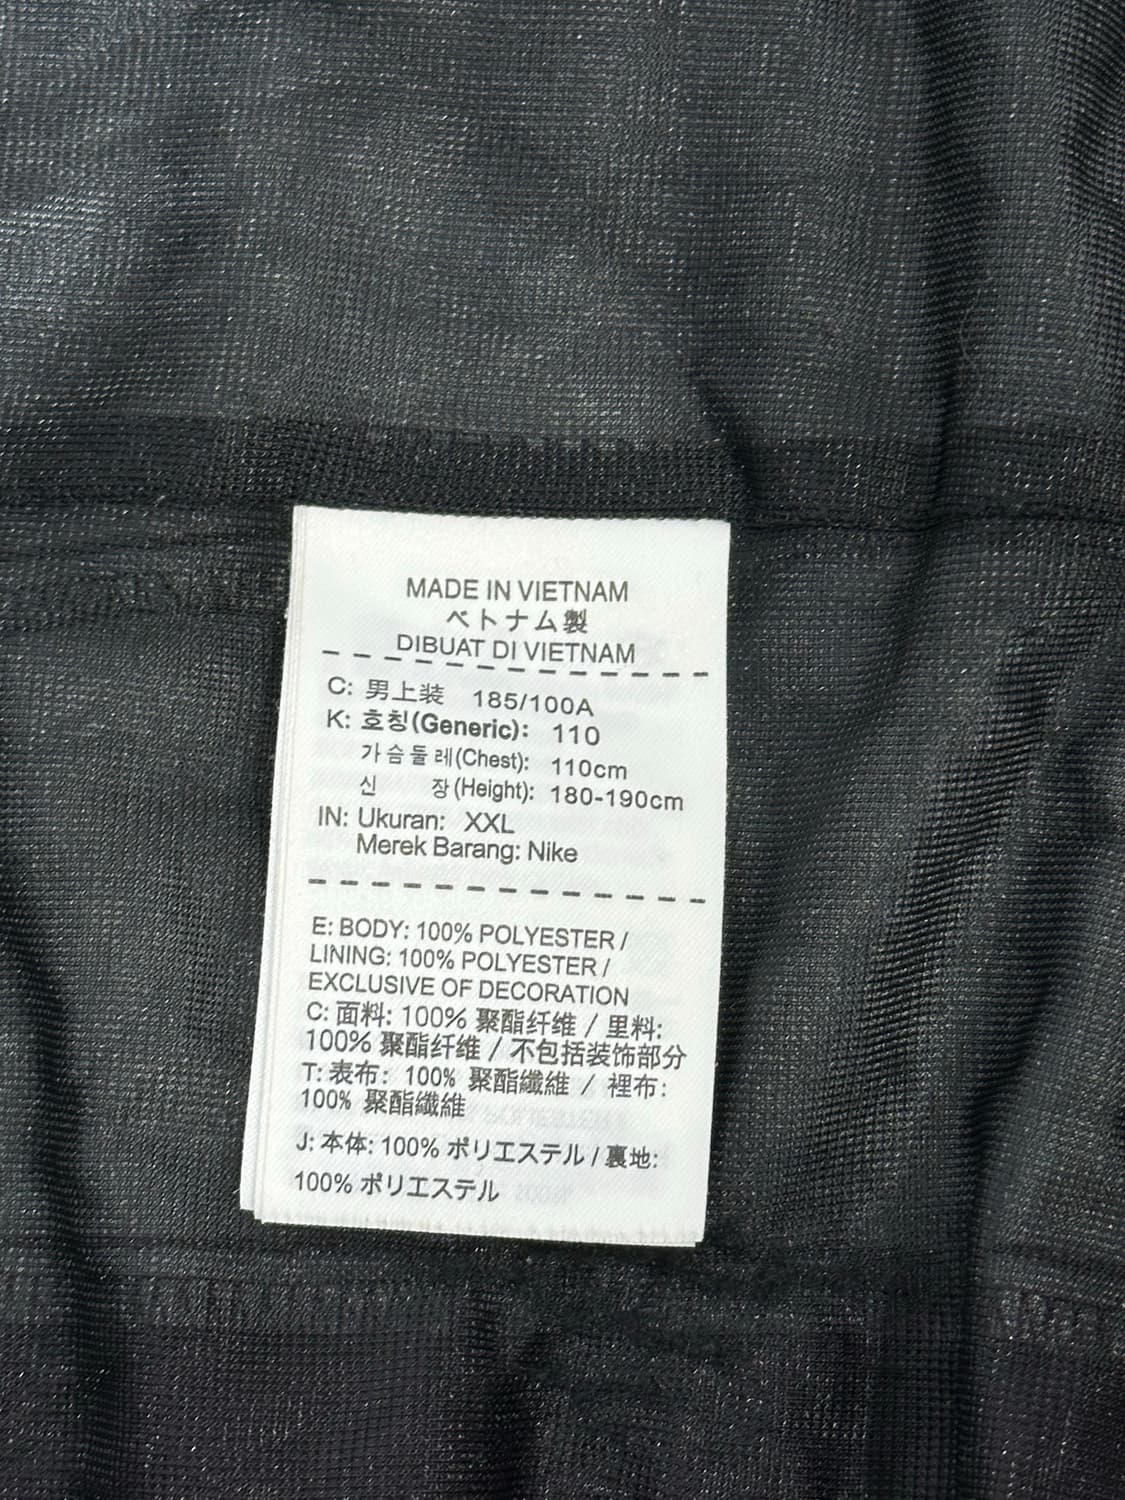 MADE IN VIETNAM
ベトナム製
DIBUAT DI VIETNAM
C: 男上装 185/100A
K: 호칭(Generic): 110
가슴둘레(Chest): 110cm
신 장(Height): 180-190cm
IN: Ukuran: XXL
Merek Barang: Nike
E: BODY: 100% POLYESTER /
LINING: 100% POLYESTER /
EXCLUSIVE OF DECORATION
C: 面料: 100% 聚酯纤维 / 里料:
100% 聚酯纤维 / 不包括装饰部分
T: 表布: 100% 聚酯纖維 / 裡布:
100% 聚酯纖維
J: 本体: 100% ポリエステル / 裏地:
100% ポリエステル